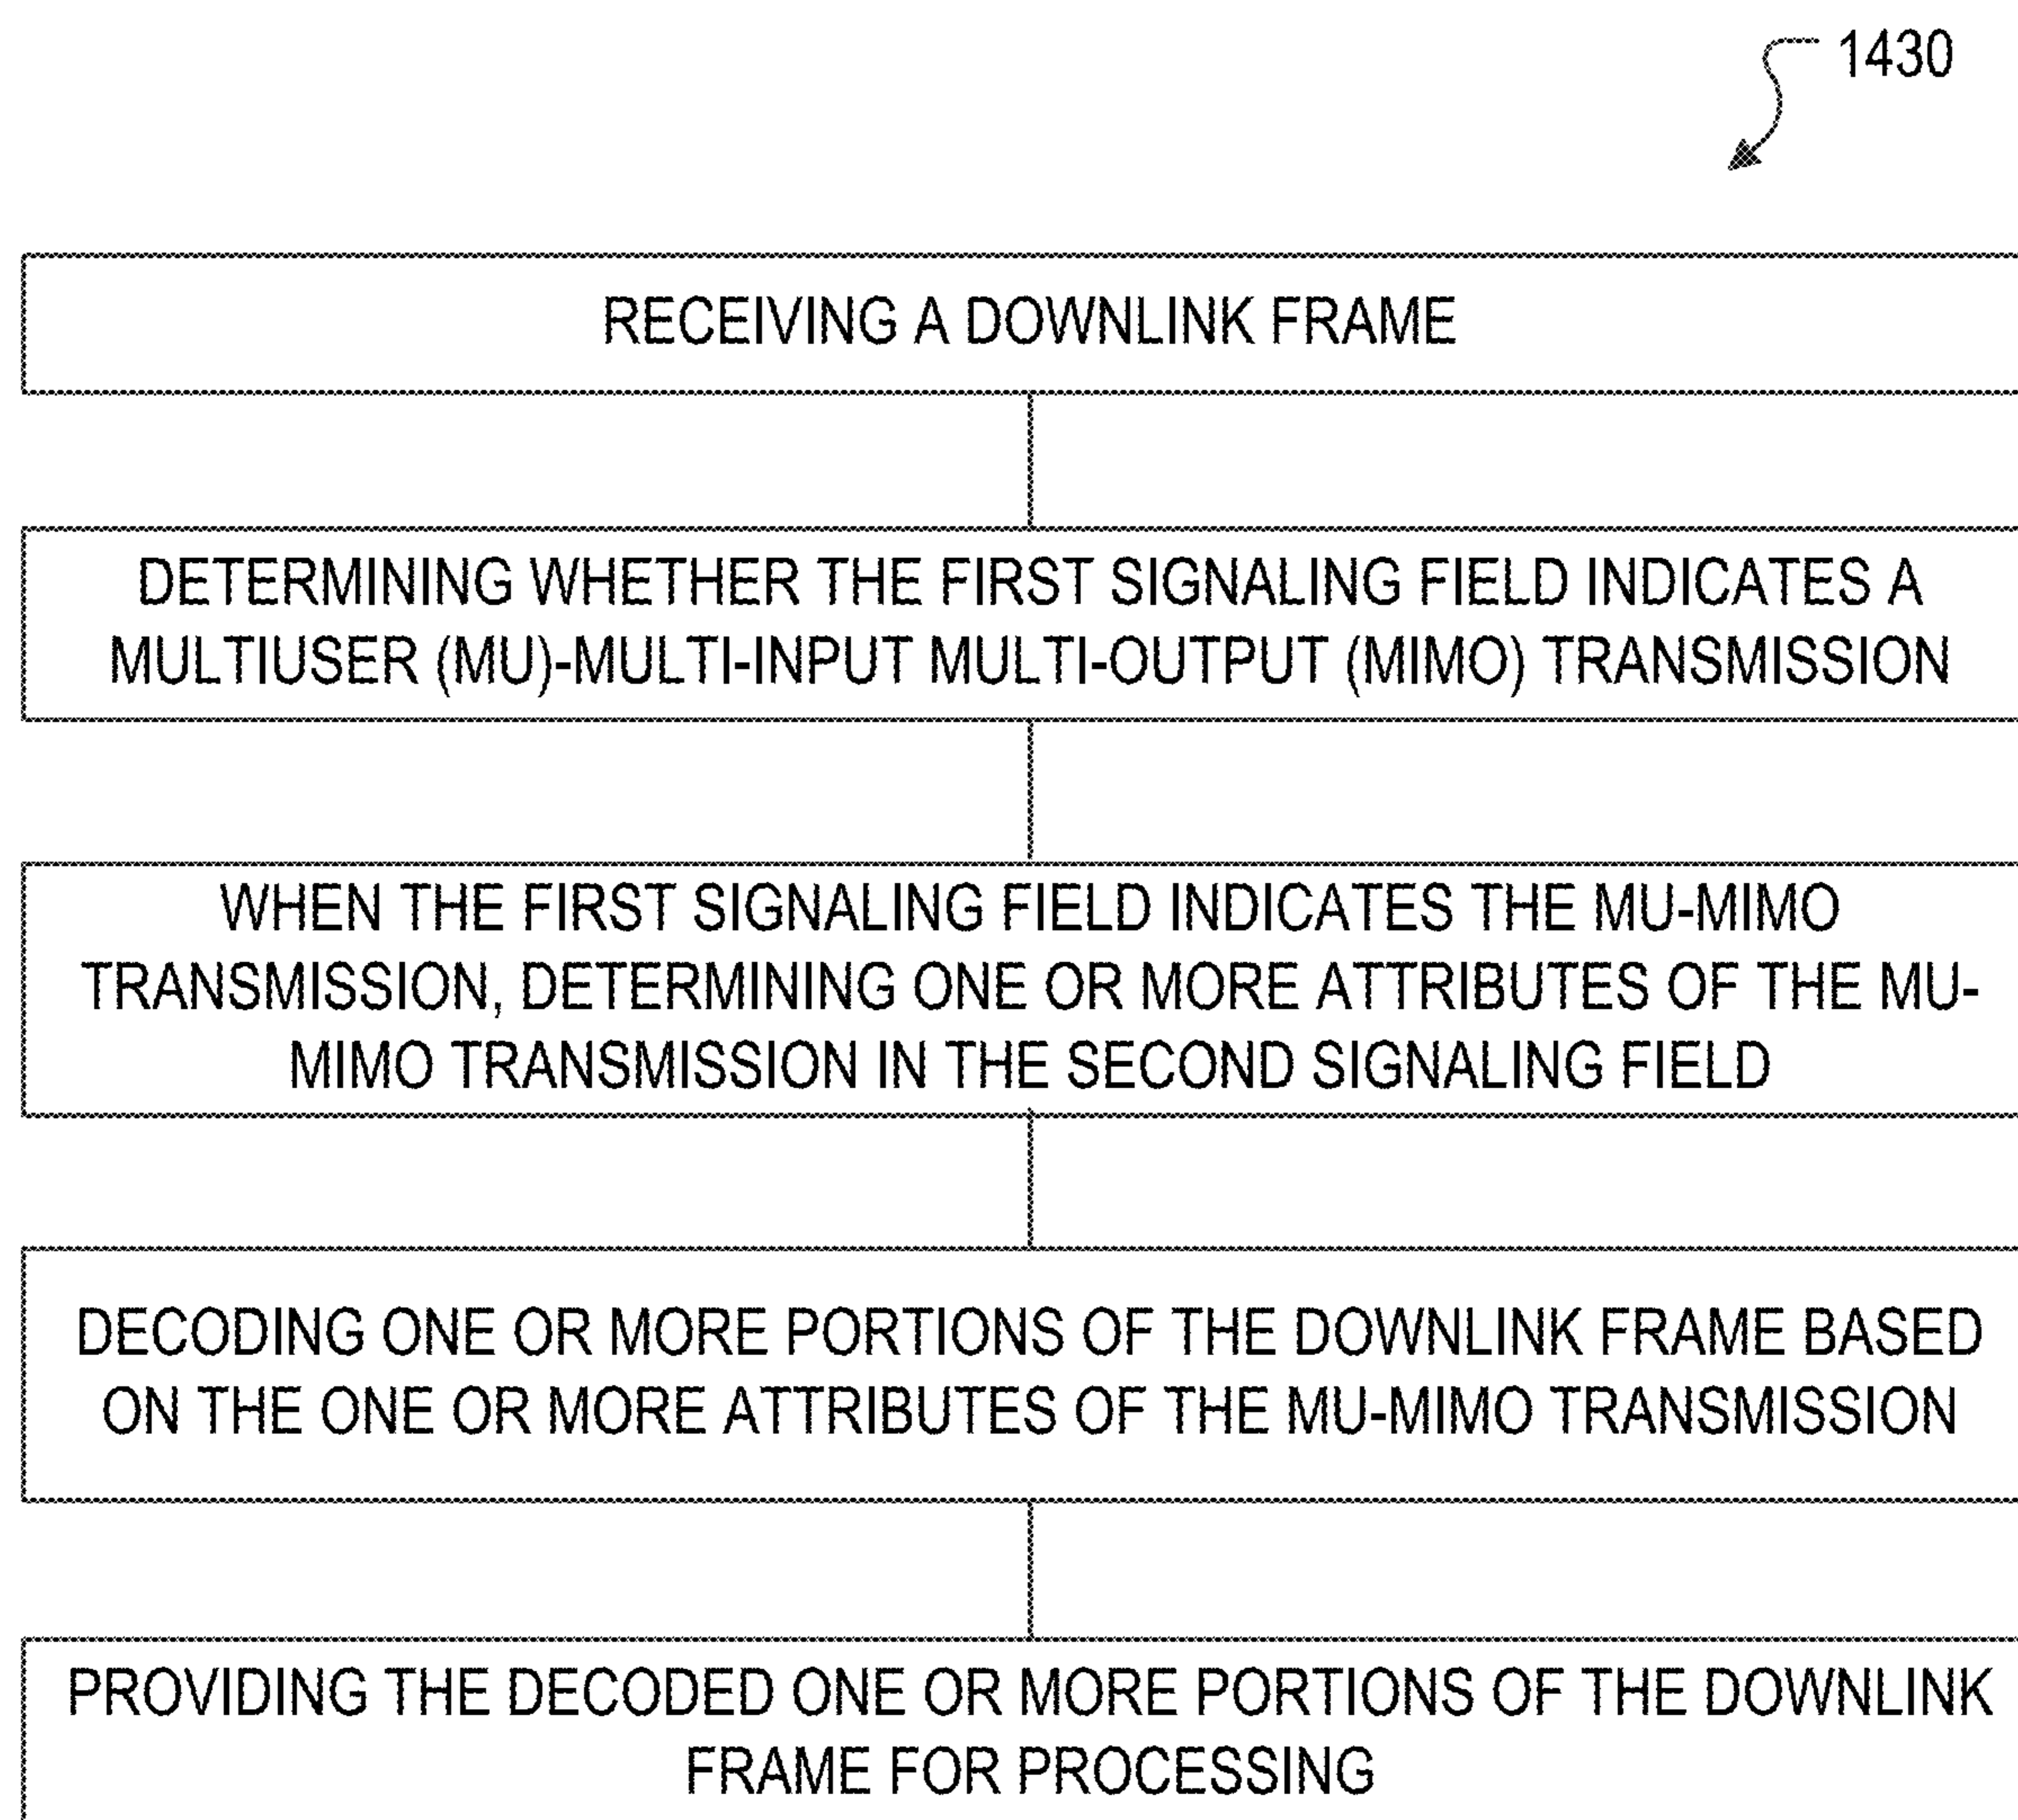 1430
RECEIVING A DOWNLINK FRAME
DETERMINING WHETHER THE FIRST SIGNALING FIELD INDICATES A
MULTIUSER (MU)-MULTI-INPUT MULTI-OUTPUT (MIMO) TRANSMISSION
WHEN THE FIRST SIGNALING FIELD INDICATES THE MU-MIMO
TRANSMISSION, DETERMINING ONE OR MORE ATTRIBUTES OF THE MU-
MIMO TRANSMISSION IN THE SECOND SIGNALING FIELD
DECODING ONE OR MORE PORTIONS OF THE DOWNLINK FRAME BASED
ON THE ONE OR MORE ATTRIBUTES OF THE MU-MIMO TRANSMISSION
PROVIDING THE DECODED ONE OR MORE PORTIONS OF THE DOWNLINK
FRAME FOR PROCESSING